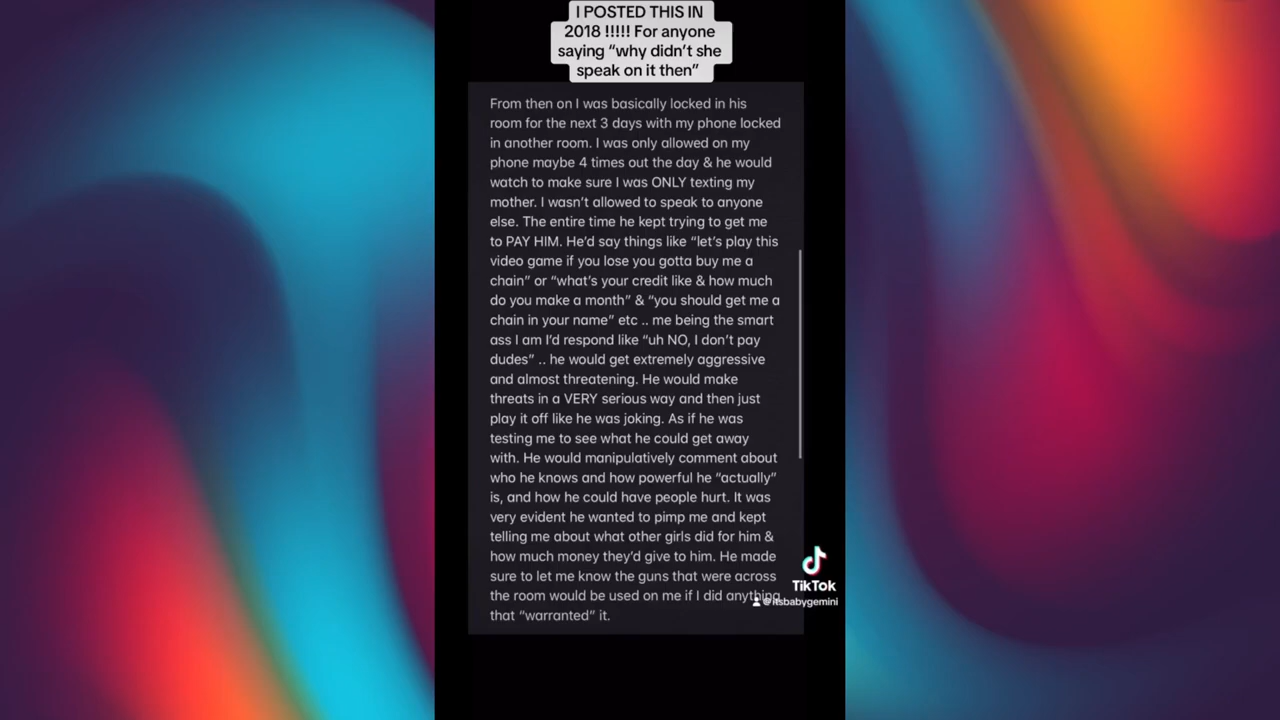 I POSTED THIS IN
2018 !!!!! For anyone
saying “why didn’t she
speak on it then”
From then on I was basically locked in his
room for the next 3 days with my phone locked
in another room. I was only allowed on my
phone maybe 4 times out the day & he would
watch to make sure I was ONLY texting my
mother. I wasn’t allowed to speak to anyone
else. The entire time he kept trying to get me
to PAY HIM. He’d say things like “let’s play this
video game if you lose you gotta buy me a
chain” or “what’s your credit like & how much
do you make a month” & “you should get me a
chain in your name” etc .. me being the smart
ass I am I’d respond like “uh NO, I don’t pay
dudes” .. he would get extremely aggressive
and almost threatening. He would make
threats in a VERY serious way and then just
play it off like he was joking. As if he was
testing me to see what he could get away
with. He would manipulatively comment about
who he knows and how powerful he “actually”
is, and how he could have people hurt. It was
very evident he wanted to pimp me and kept
telling me about what other girls did for him &
how much money they’d give to him. He made
sure to let me know the guns that were across
the room would be used on me if I did anything
that “warranted” it.
TikTok
@itsbabygemini